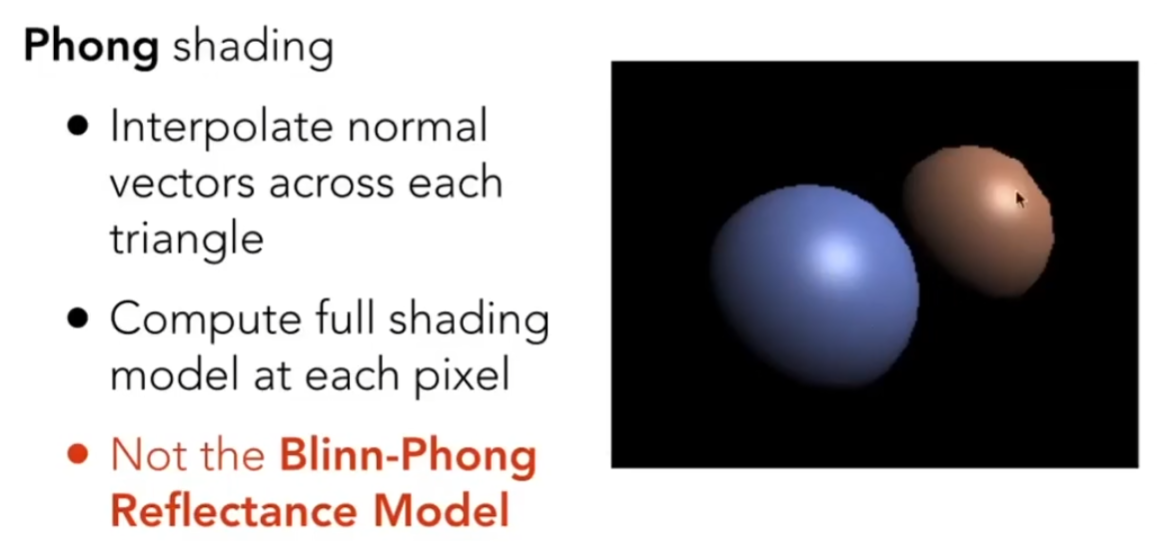 Phong shading
• Interpolate normal
vectors across each
triangle
• Compute full shading
model at each pixel
• Not the Blinn-Phong
Reflectance Model